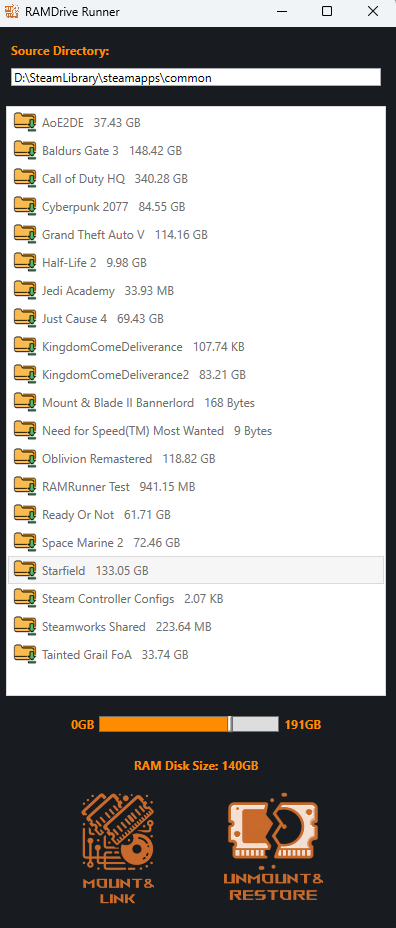 RAMDrive Runner
Source Directory:
D:\SteamLibrary\steamapps\common
AoE2DE 37.43 GB
Baldurs Gate 3 148.42 GB
Call of Duty HQ 340.28 GB
Cyberpunk 2077 84.55 GB
Grand Theft Auto V 114.16 GB
Half-Life 2 9.98 GB
Jedi Academy 33.93 MB
Just Cause 4 69.43 GB
KingdomComeDeliverance 107.74 KB
KingdomComeDeliverance2 83.21 GB
Mount & Blade II Bannerlord 168 Bytes
Need for Speed(TM) Most Wanted 9 Bytes
Oblivion Remastered 118.82 GB
RAMRunner Test 941.15 MB
Ready Or Not 61.71 GB
Space Marine 2 72.46 GB
Starfield 133.05 GB
Steam Controller Configs 2.07 KB
Steamworks Shared 223.64 MB
Tainted Grail FoA 33.74 GB
0GB 191GB
RAM Disk Size: 140GB
MOUNT& UNMOUNT&
LINK RESTORE